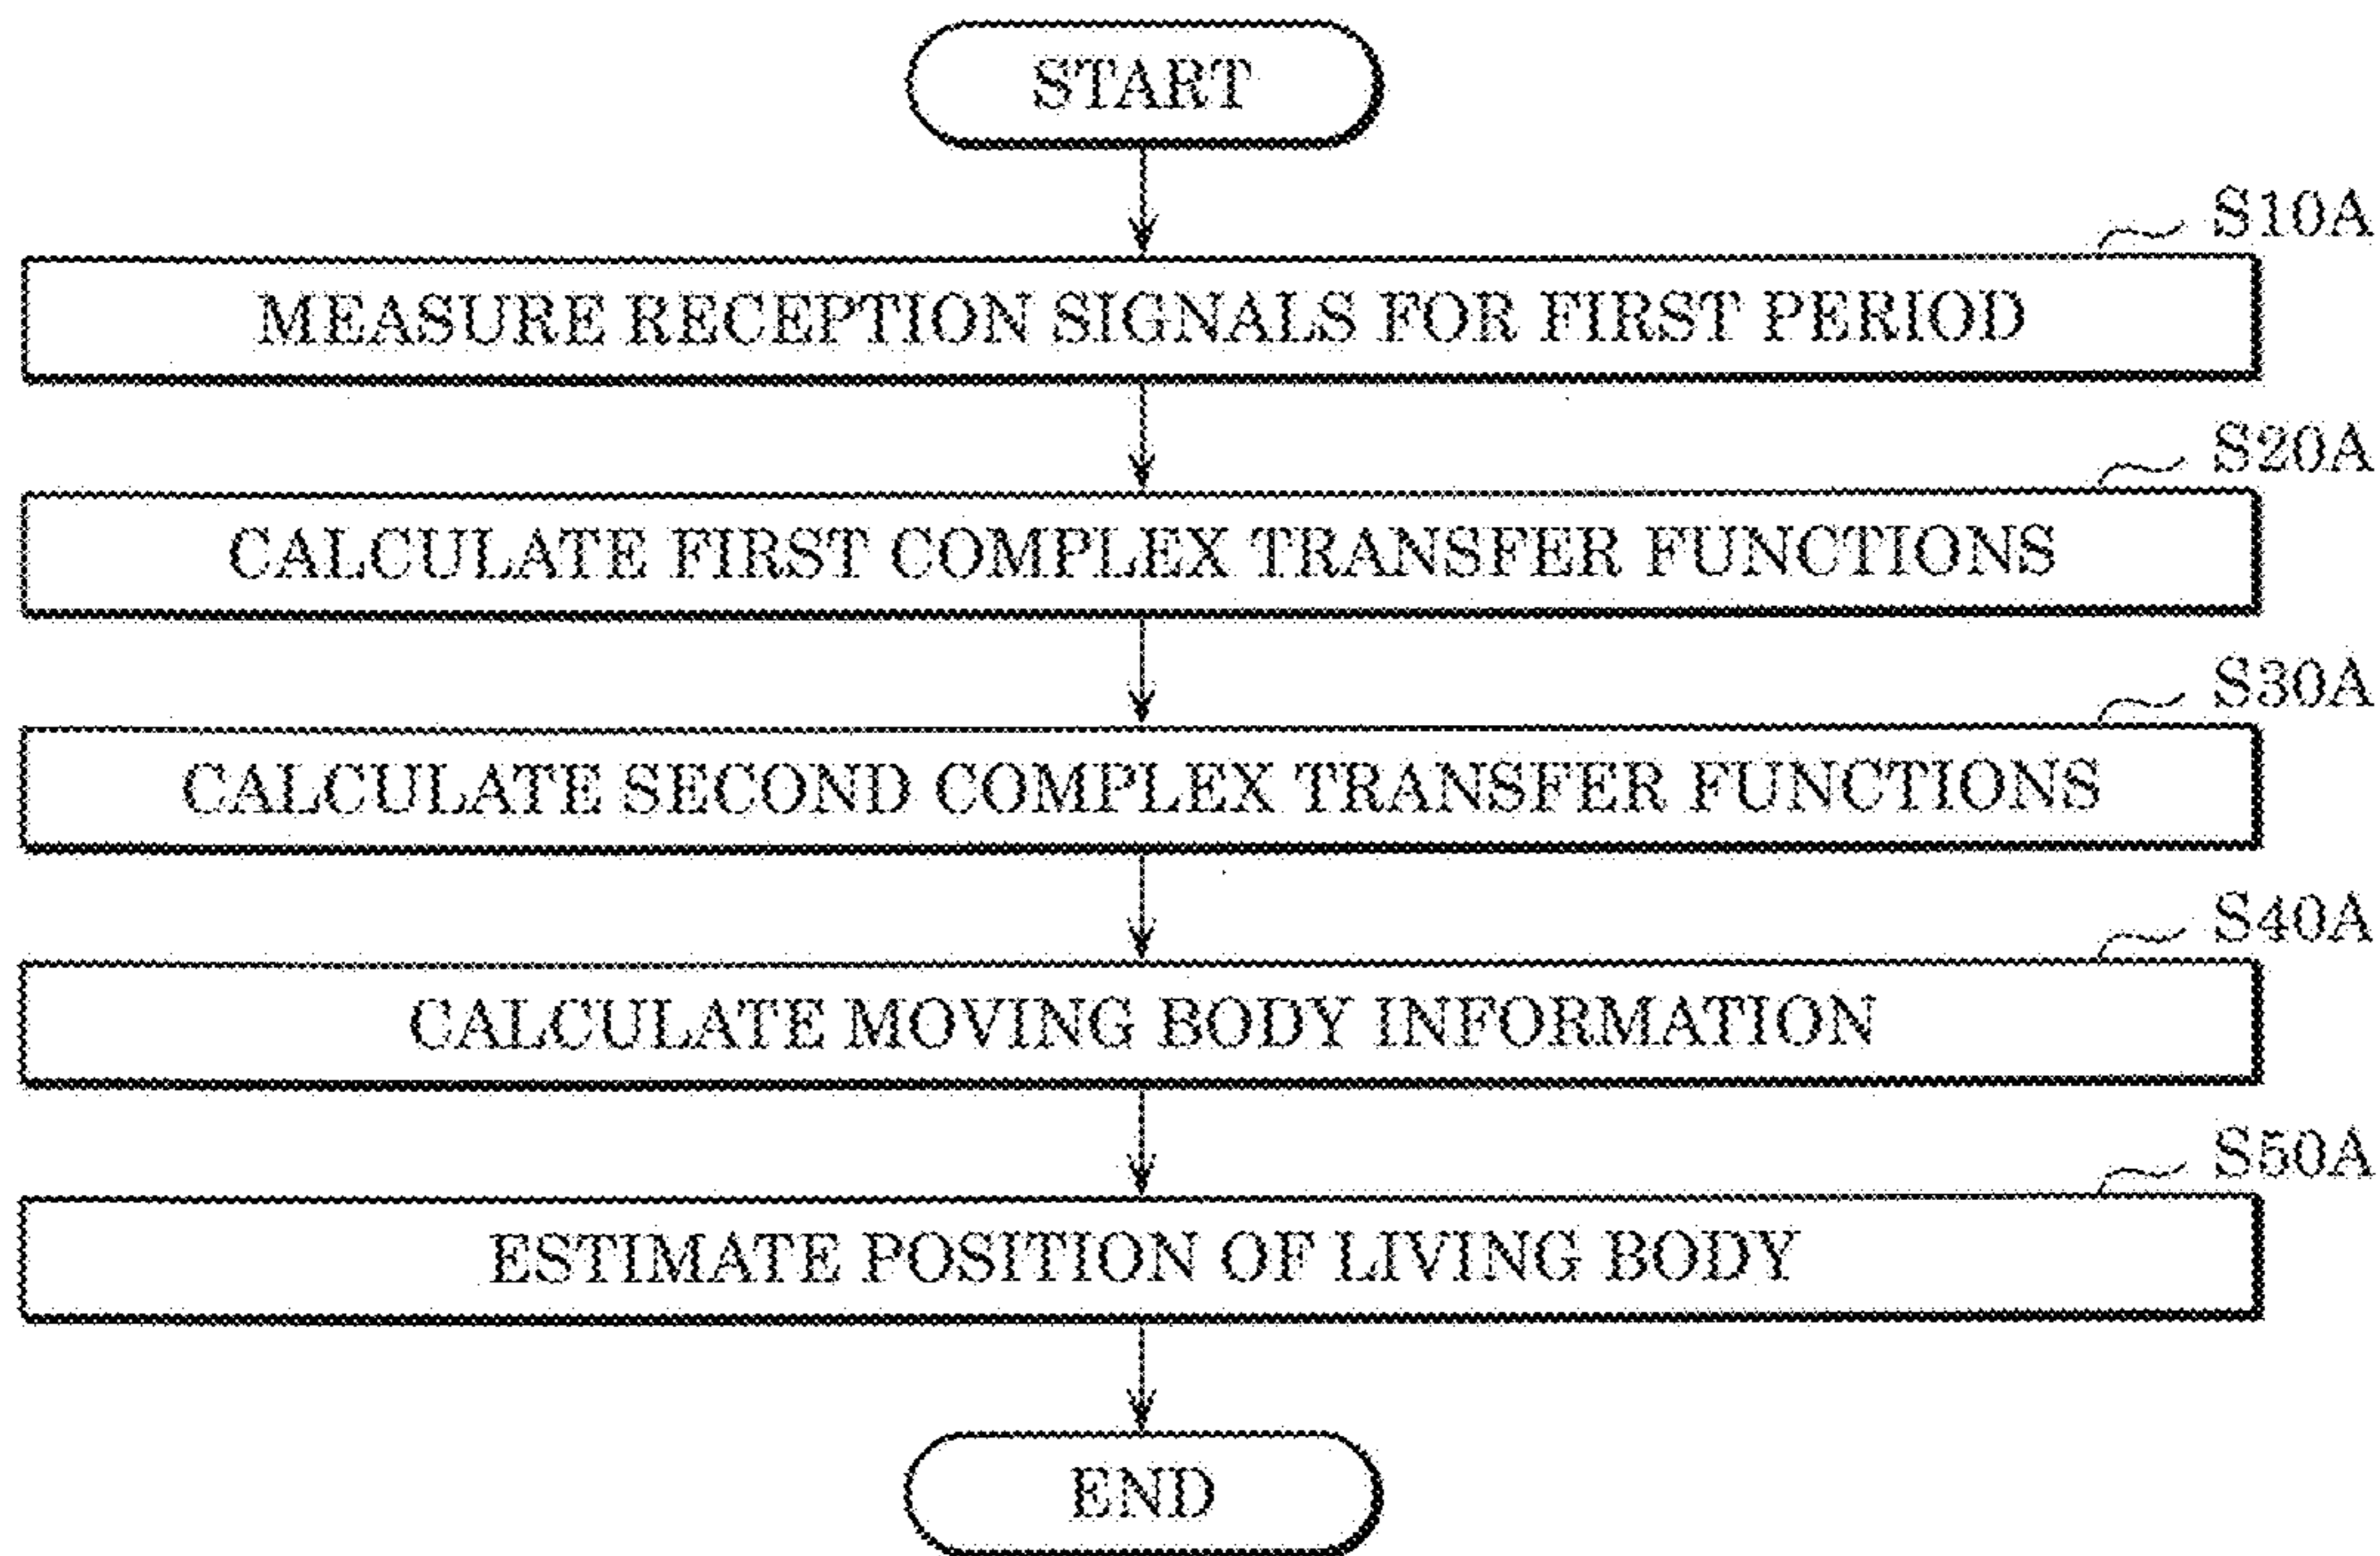 START
S10A
MEASURE RECEPTION SIGNALS FOR FIRST PERIOD
S20A
CALCULATE FIRST COMPLEX TRANSFER FUNCTIONS
S30A
CALCULATE SECOND COMPLEX TRANSFER FUNCTIONS
S40A
CALCULATE MOVING BODY INFORMATION
S50A
ESTIMATE POSITION OF LIVING BODY
END